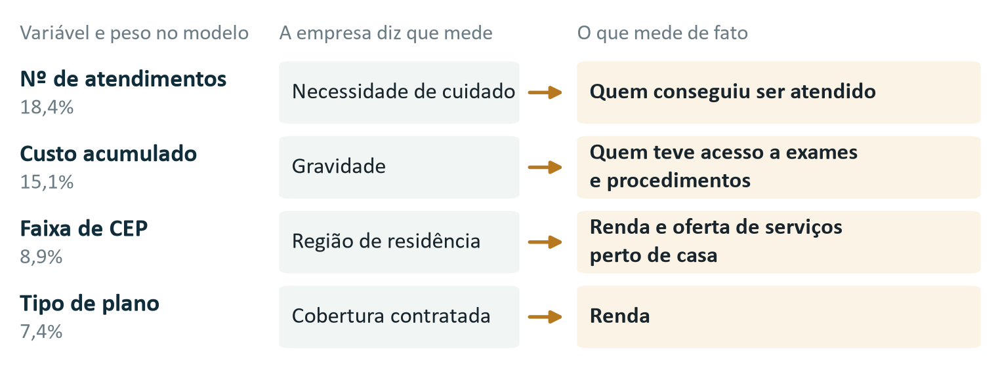 Variável e peso no modelo
A empresa diz que mede
O que mede de fato
Nº de atendimentos
18,4%
Necessidade de cuidado
Quem conseguiu ser atendido
Custo acumulado
15,1%
Gravidade
Quem teve acesso a exames
e procedimentos
Faixa de CEP
8,9%
Região de residência
Renda e oferta de serviços
perto de casa
Tipo de plano
7,4%
Cobertura contratada
Renda